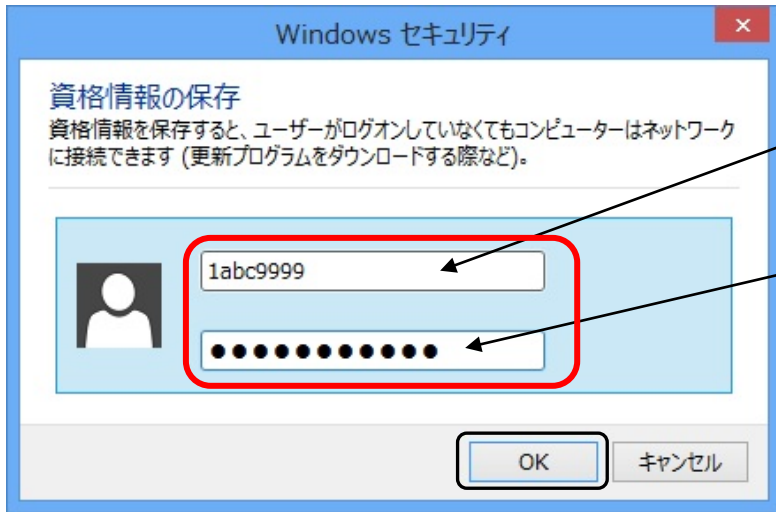 Windows セキュリティ
資格情報の保存
資格情報を保存すると、ユーザーがログオンしていなくてもコンピューターはネットワーク
に接続できます (更新プログラムをダウンロードする際など)。
1abc9999
●●●●●●●●●●●
OK
キャンセル